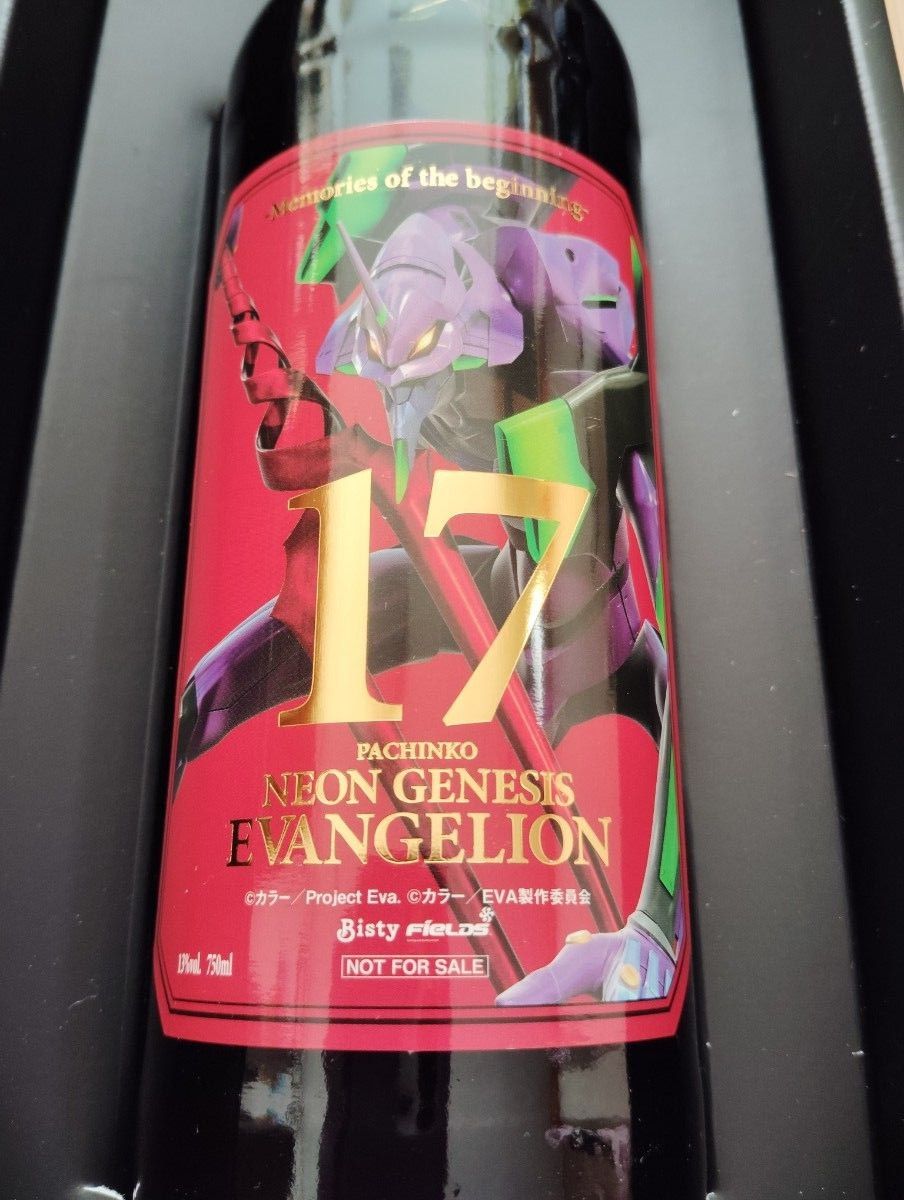 -Memories of the beginning-
17
PACHINKO
NEON GENESIS
EVANGELION
©カラー／Project Eva. ©カラー／EVA製作委員会
Bisty FIELDS
13%vol. 750ml
NOT FOR SALE